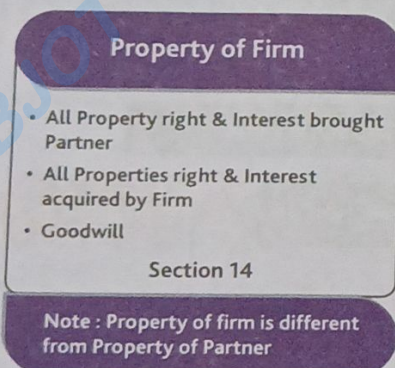 Property of Firm
• All Property right & Interest brought
Partner
• All Properties right & Interest
acquired by Firm
• Goodwill
Section 14
Note : Property of firm is different
from Property of Partner